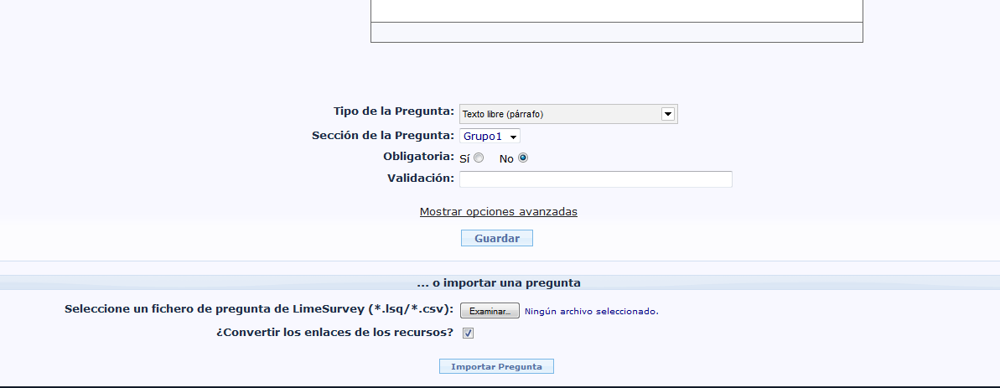 Tipo de la Pregunta: Texto libre (párrafo)
Sección de la Pregunta: Grupo1
Obligatoria: Sí No
Validación:
Mostrar opciones avanzadas
Guardar
... o importar una pregunta
Seleccione un fichero de pregunta de LimeSurvey (*.lsq/*.csv): Examinar... Ningún archivo seleccionado.
¿Convertir los enlaces de los recursos?
Importar Pregunta